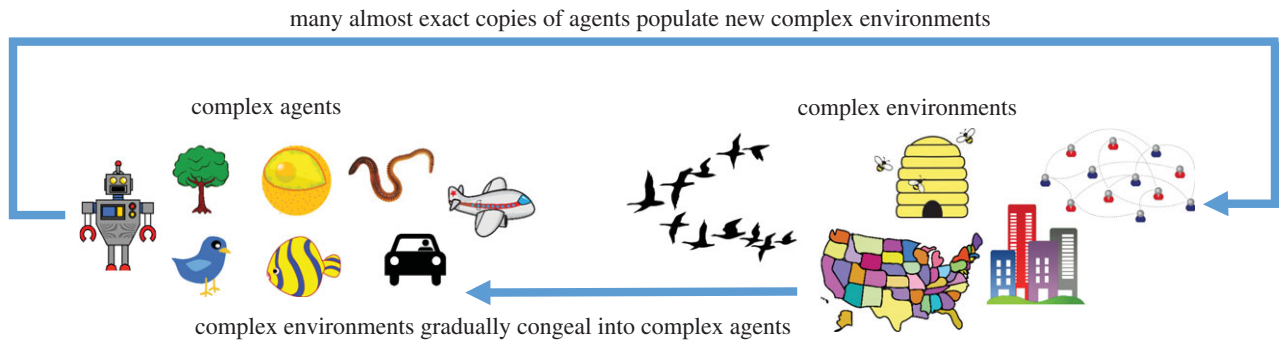 many almost exact copies of agents populate new complex environments
complex agents
complex environments
complex environments gradually congeal into complex agents